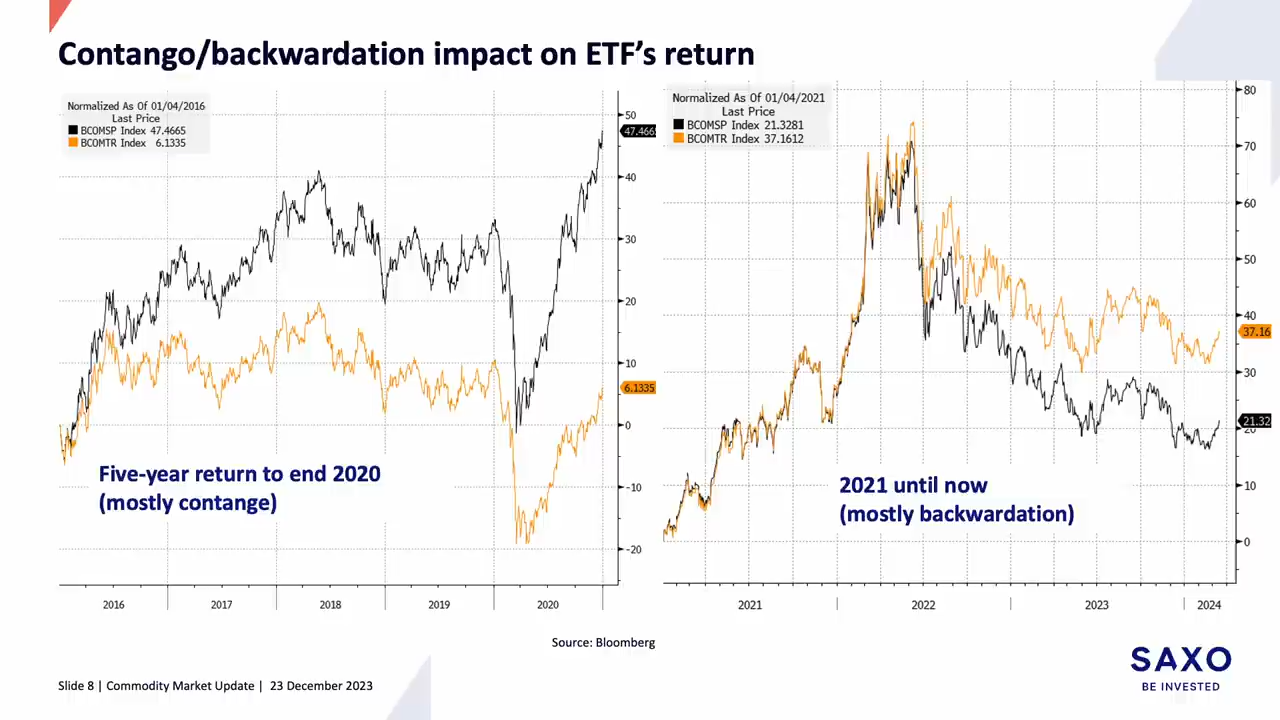 Contango/backwardation impact on ETF's return
Normalized As Of 01/04/2016
Last Price
BCOMSP Index 47.4665
BCOMTR Index 6.1335
50
47.4665
40
30
20
10
6.1335
0
-10
-20
Five-year return to end 2020
(mostly contange)
2016
2017
2018
2019
2020
Normalized As Of 01/04/2021
Last Price
BCOMSP Index 21.3281
BCOMTR Index 37.1612
80
70
60
50
40
37.16
30
21.32
20
10
0
2021 until now
(mostly backwardation)
2021
2022
2023
2024
Source: Bloomberg
SAXO
BE INVESTED
Slide 8 | Commodity Market Update | 23 December 2023